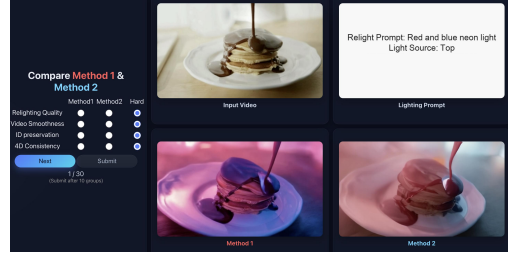 Compare Method 1 &
Method 2
Method1 Method2 Hard
Relighting Quality
Video Smoothness
ID preservation
4D Consistency
Next Submit
1 / 30
(Submit after 10 groups)
Input Video
Relight Prompt: Red and blue neon light
Light Source: Top
Lighting Prompt
Method 1
Method 2